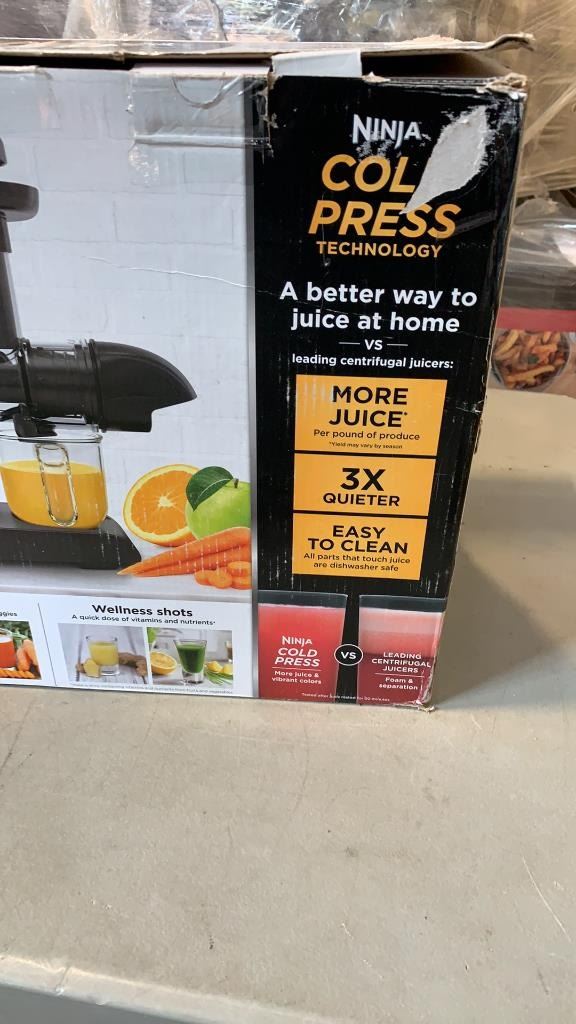 NINJA
COL
PRESS
TECHNOLOGY
A better way to
juice at home
VS
leading centrifugal juicers:
MORE
JUICE*
Per pound of produce
*Yield may vary by season
3X
QUIETER
EASY
TO CLEAN
All parts that touch juice
are dishwasher safe
ggies
Wellness shots
A quick dose of vitamins and nutrients*
NINJA
COLD
PRESS
More juice &
vibrant colors
VS
LEADING
CENTRIFUGAL
JUICERS
Foam &
separation